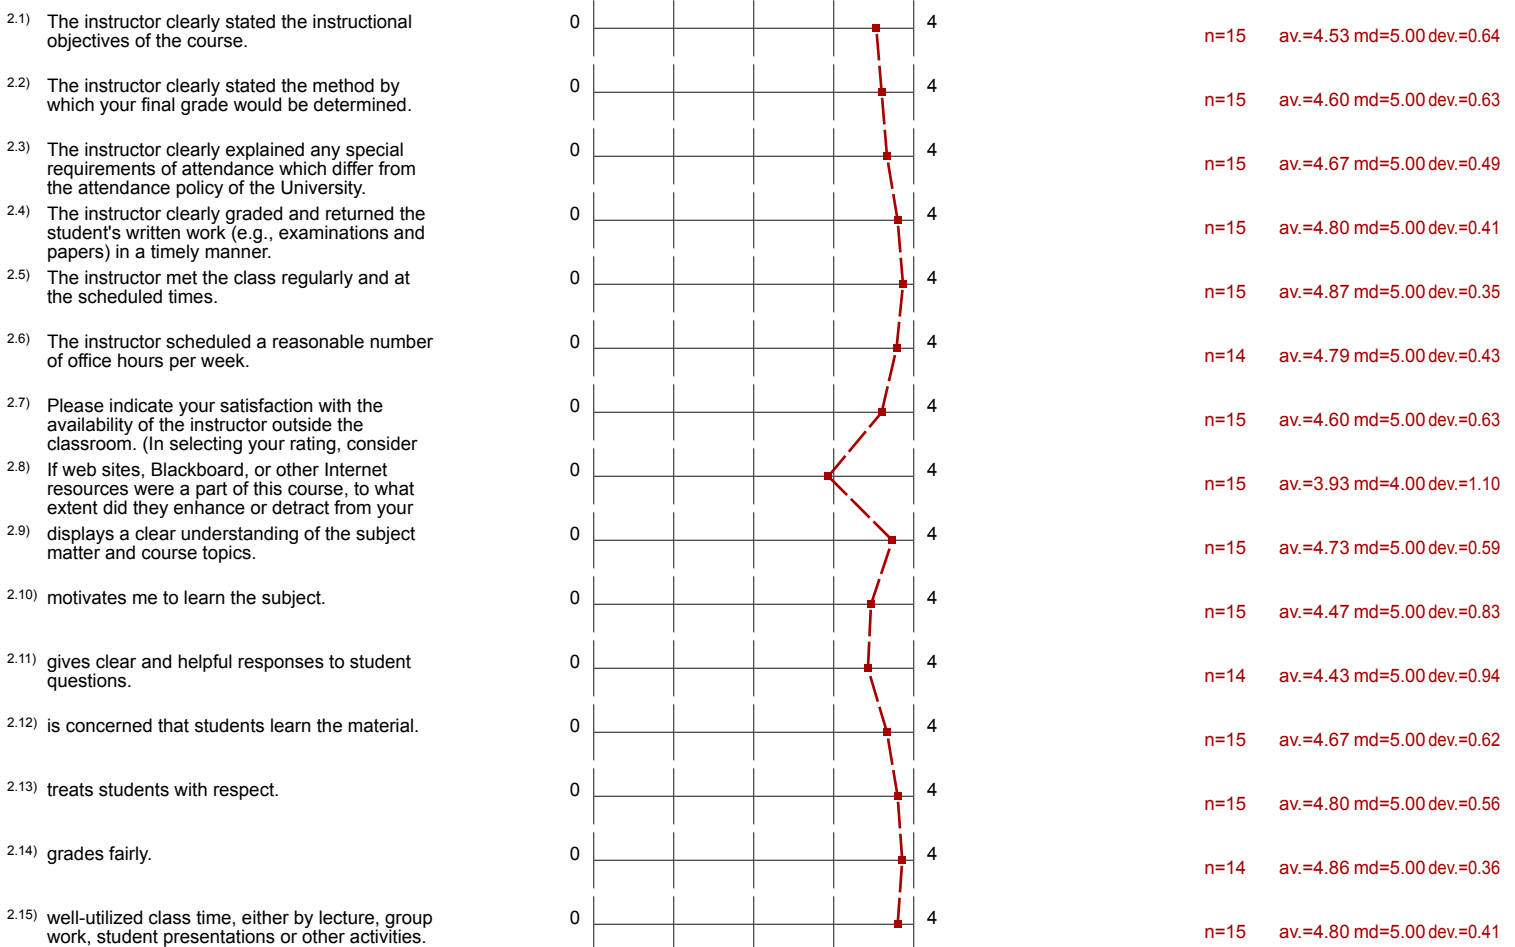 2.1) The instructor clearly stated the instructional 0 4
objectives of the course. n=15 av.=4.53 md=5.00 dev.=0.64
2.2) The instructor clearly stated the method by 0 4
which your final grade would be determined. n=15 av.=4.60 md=5.00 dev.=0.63
2.3) The instructor clearly explained any special 0 4
requirements of attendance which differ from n=15 av.=4.67 md=5.00 dev.=0.49
the attendance policy of the University.
2.4) The instructor clearly graded and returned the 0 4
student's written work (e.g., examinations and n=15 av.=4.80 md=5.00 dev.=0.41
papers) in a timely manner.
2.5) The instructor met the class regularly and at 0 4
the scheduled times. n=15 av.=4.87 md=5.00 dev.=0.35
2.6) The instructor scheduled a reasonable number 0 4
of office hours per week. n=14 av.=4.79 md=5.00 dev.=0.43
2.7) Please indicate your satisfaction with the 0 4
availability of the instructor outside the n=15 av.=4.60 md=5.00 dev.=0.63
classroom. (In selecting your rating, consider
2.8) If web sites, Blackboard, or other Internet 0 4
resources were a part of this course, to what n=15 av.=3.93 md=4.00 dev.=1.10
extent did they enhance or detract from your
2.9) displays a clear understanding of the subject 0 4
matter and course topics. n=15 av.=4.73 md=5.00 dev.=0.59
2.10) motivates me to learn the subject. 0 4
n=15 av.=4.47 md=5.00 dev.=0.83
2.11) gives clear and helpful responses to student 0 4
questions. n=14 av.=4.43 md=5.00 dev.=0.94
2.12) is concerned that students learn the material. 0 4
n=15 av.=4.67 md=5.00 dev.=0.62
2.13) treats students with respect. 0 4
n=15 av.=4.80 md=5.00 dev.=0.56
2.14) grades fairly. 0 4
n=14 av.=4.86 md=5.00 dev.=0.36
2.15) well-utilized class time, either by lecture, group 0 4
work, student presentations or other activities. n=15 av.=4.80 md=5.00 dev.=0.41